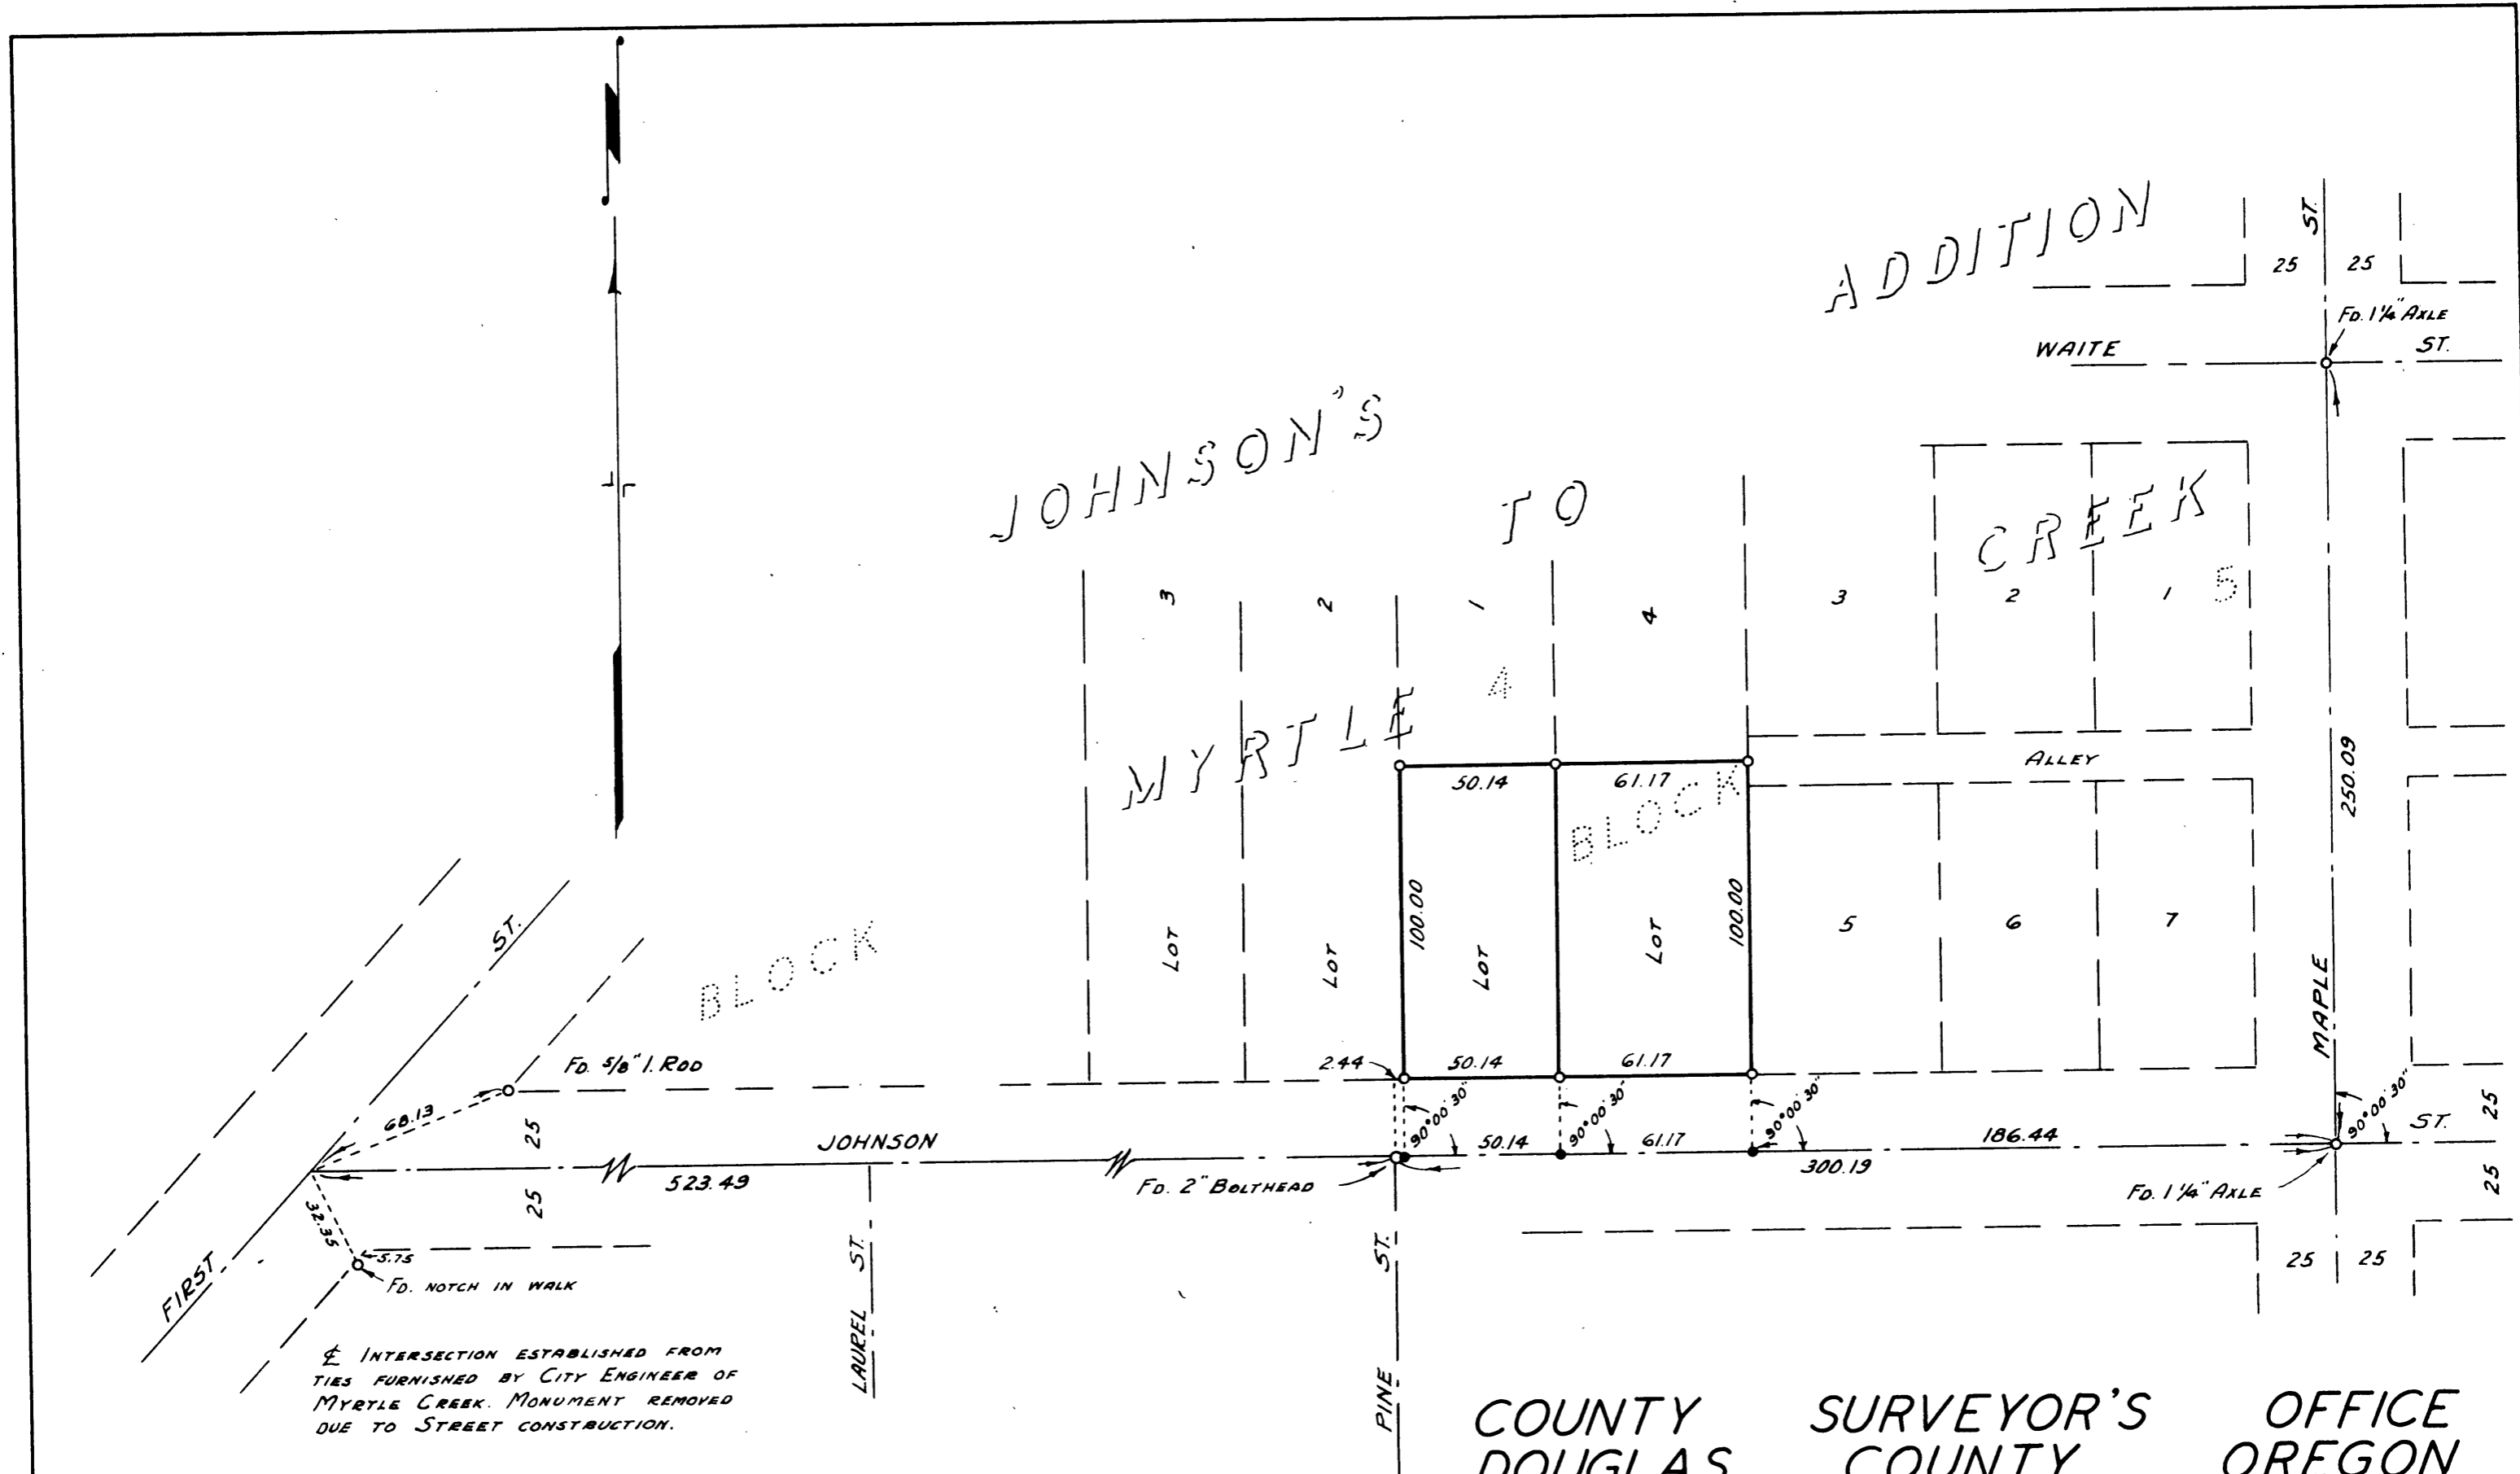 N
ADDITION
ST.
25 25
FD. 1¼" AXLE
WAITE ST.
JOHNSON'S
TO
CREEK
3 2 1 4 3 2 1 5
4
MYRTLE
50.14 61.17
ALLEY
BLOCK
250.09
100.00 100.00
ST.
BLOCK
LOT LOT LOT LOT
5 6 7
MAPLE
FD. 5/8" I. ROD
2.44 50.14 61.17
68.13
25
JOHNSON
90°00'30" 90°00'30" 90°00'30" 90°00'30"
50.14 61.17 186.44
ST.
25
523.49
300.19
FD. 2" BOLTHEAD
FD. 1¼" AXLE
25
25
32.35
5.75
FD. NOTCH IN WALK
FIRST
LAUREL ST.
PINE ST.
25 25
℄ INTERSECTION ESTABLISHED FROM
TIES FURNISHED BY CITY ENGINEER OF
MYRTLE CREEK. MONUMENT REMOVED
DUE TO STREET CONSTRUCTION.
COUNTY SURVEYOR'S OFFICE
DOUGLAS COUNTY OREGON